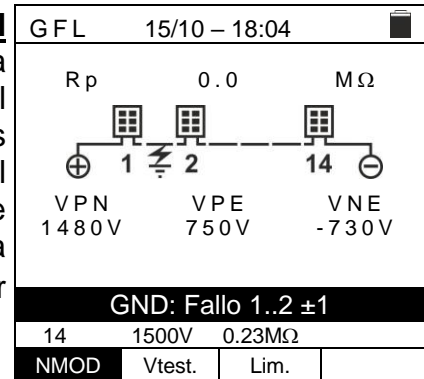 l
a
l
s
l
e
a
r
GFL 15/10 – 18:04
Rp 0.0 MΩ
1 2 14
VPN VPE VNE
1480V 750V -730V
GND: Fallo 1..2 ±1
14 1500V 0.23MΩ
NMOD Vtest. Lim.